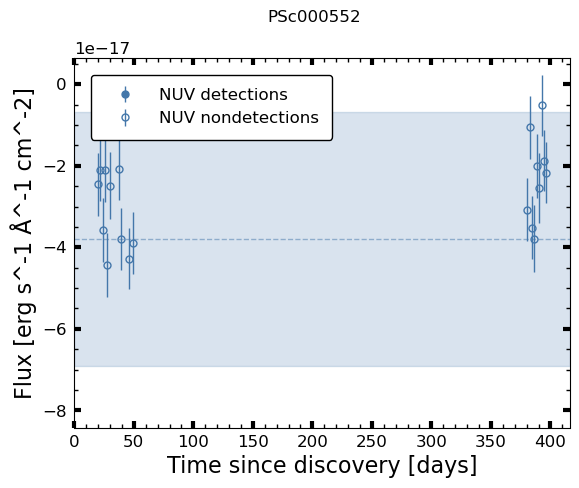 PSc000552
1e−17
NUV detections
NUV nondetections
0
−2
−4
−6
−8
Flux [erg s^-1 Å^-1 cm^-2]
0 50 100 150 200 250 300 350 400
Time since discovery [days]